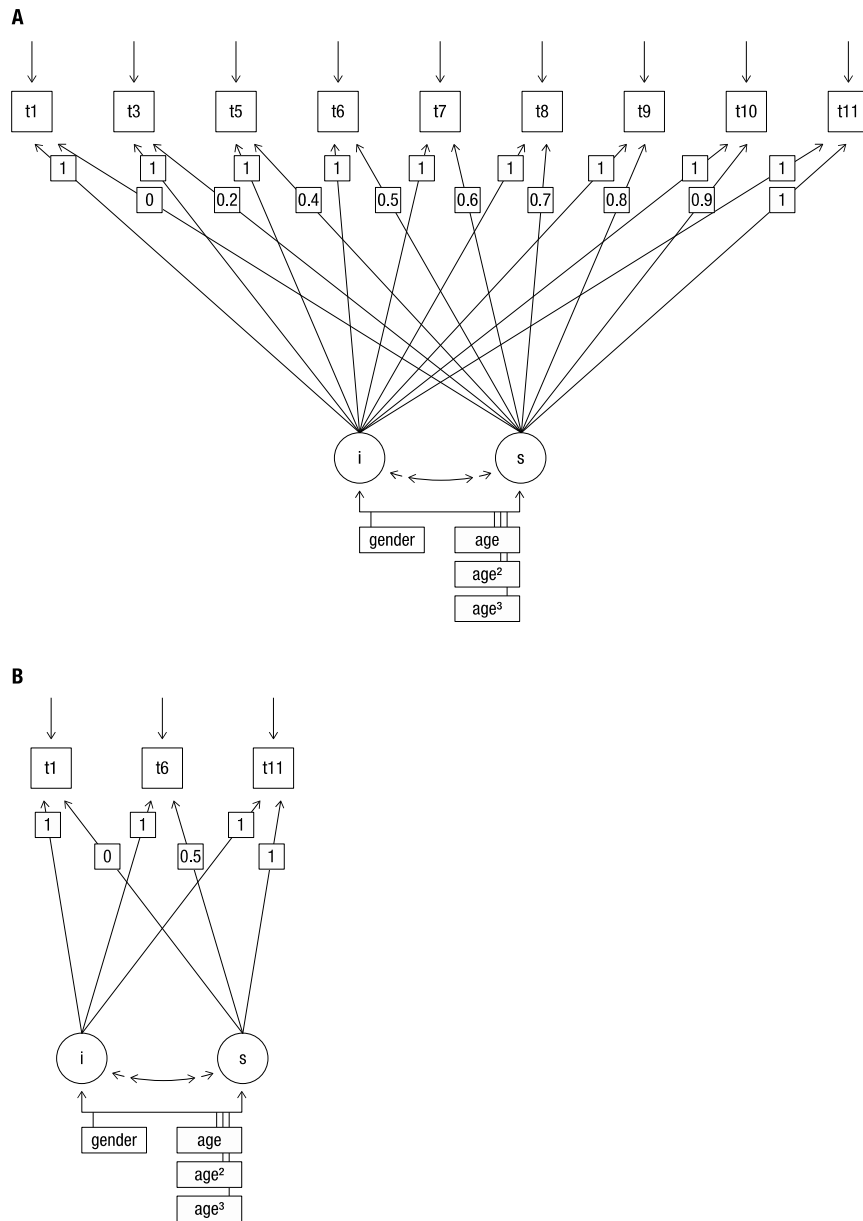 A
t1 t3 t5 t6 t7 t8 t9 t10 t11
1 1 1 1 1 1 1 1 1
0 0.2 0.4 0.5 0.6 0.7 0.8 0.9 1
i s
gender age
age²
age³
B
t1 t6 t11
1 1 1
0 0.5 1
i s
gender age
age²
age³